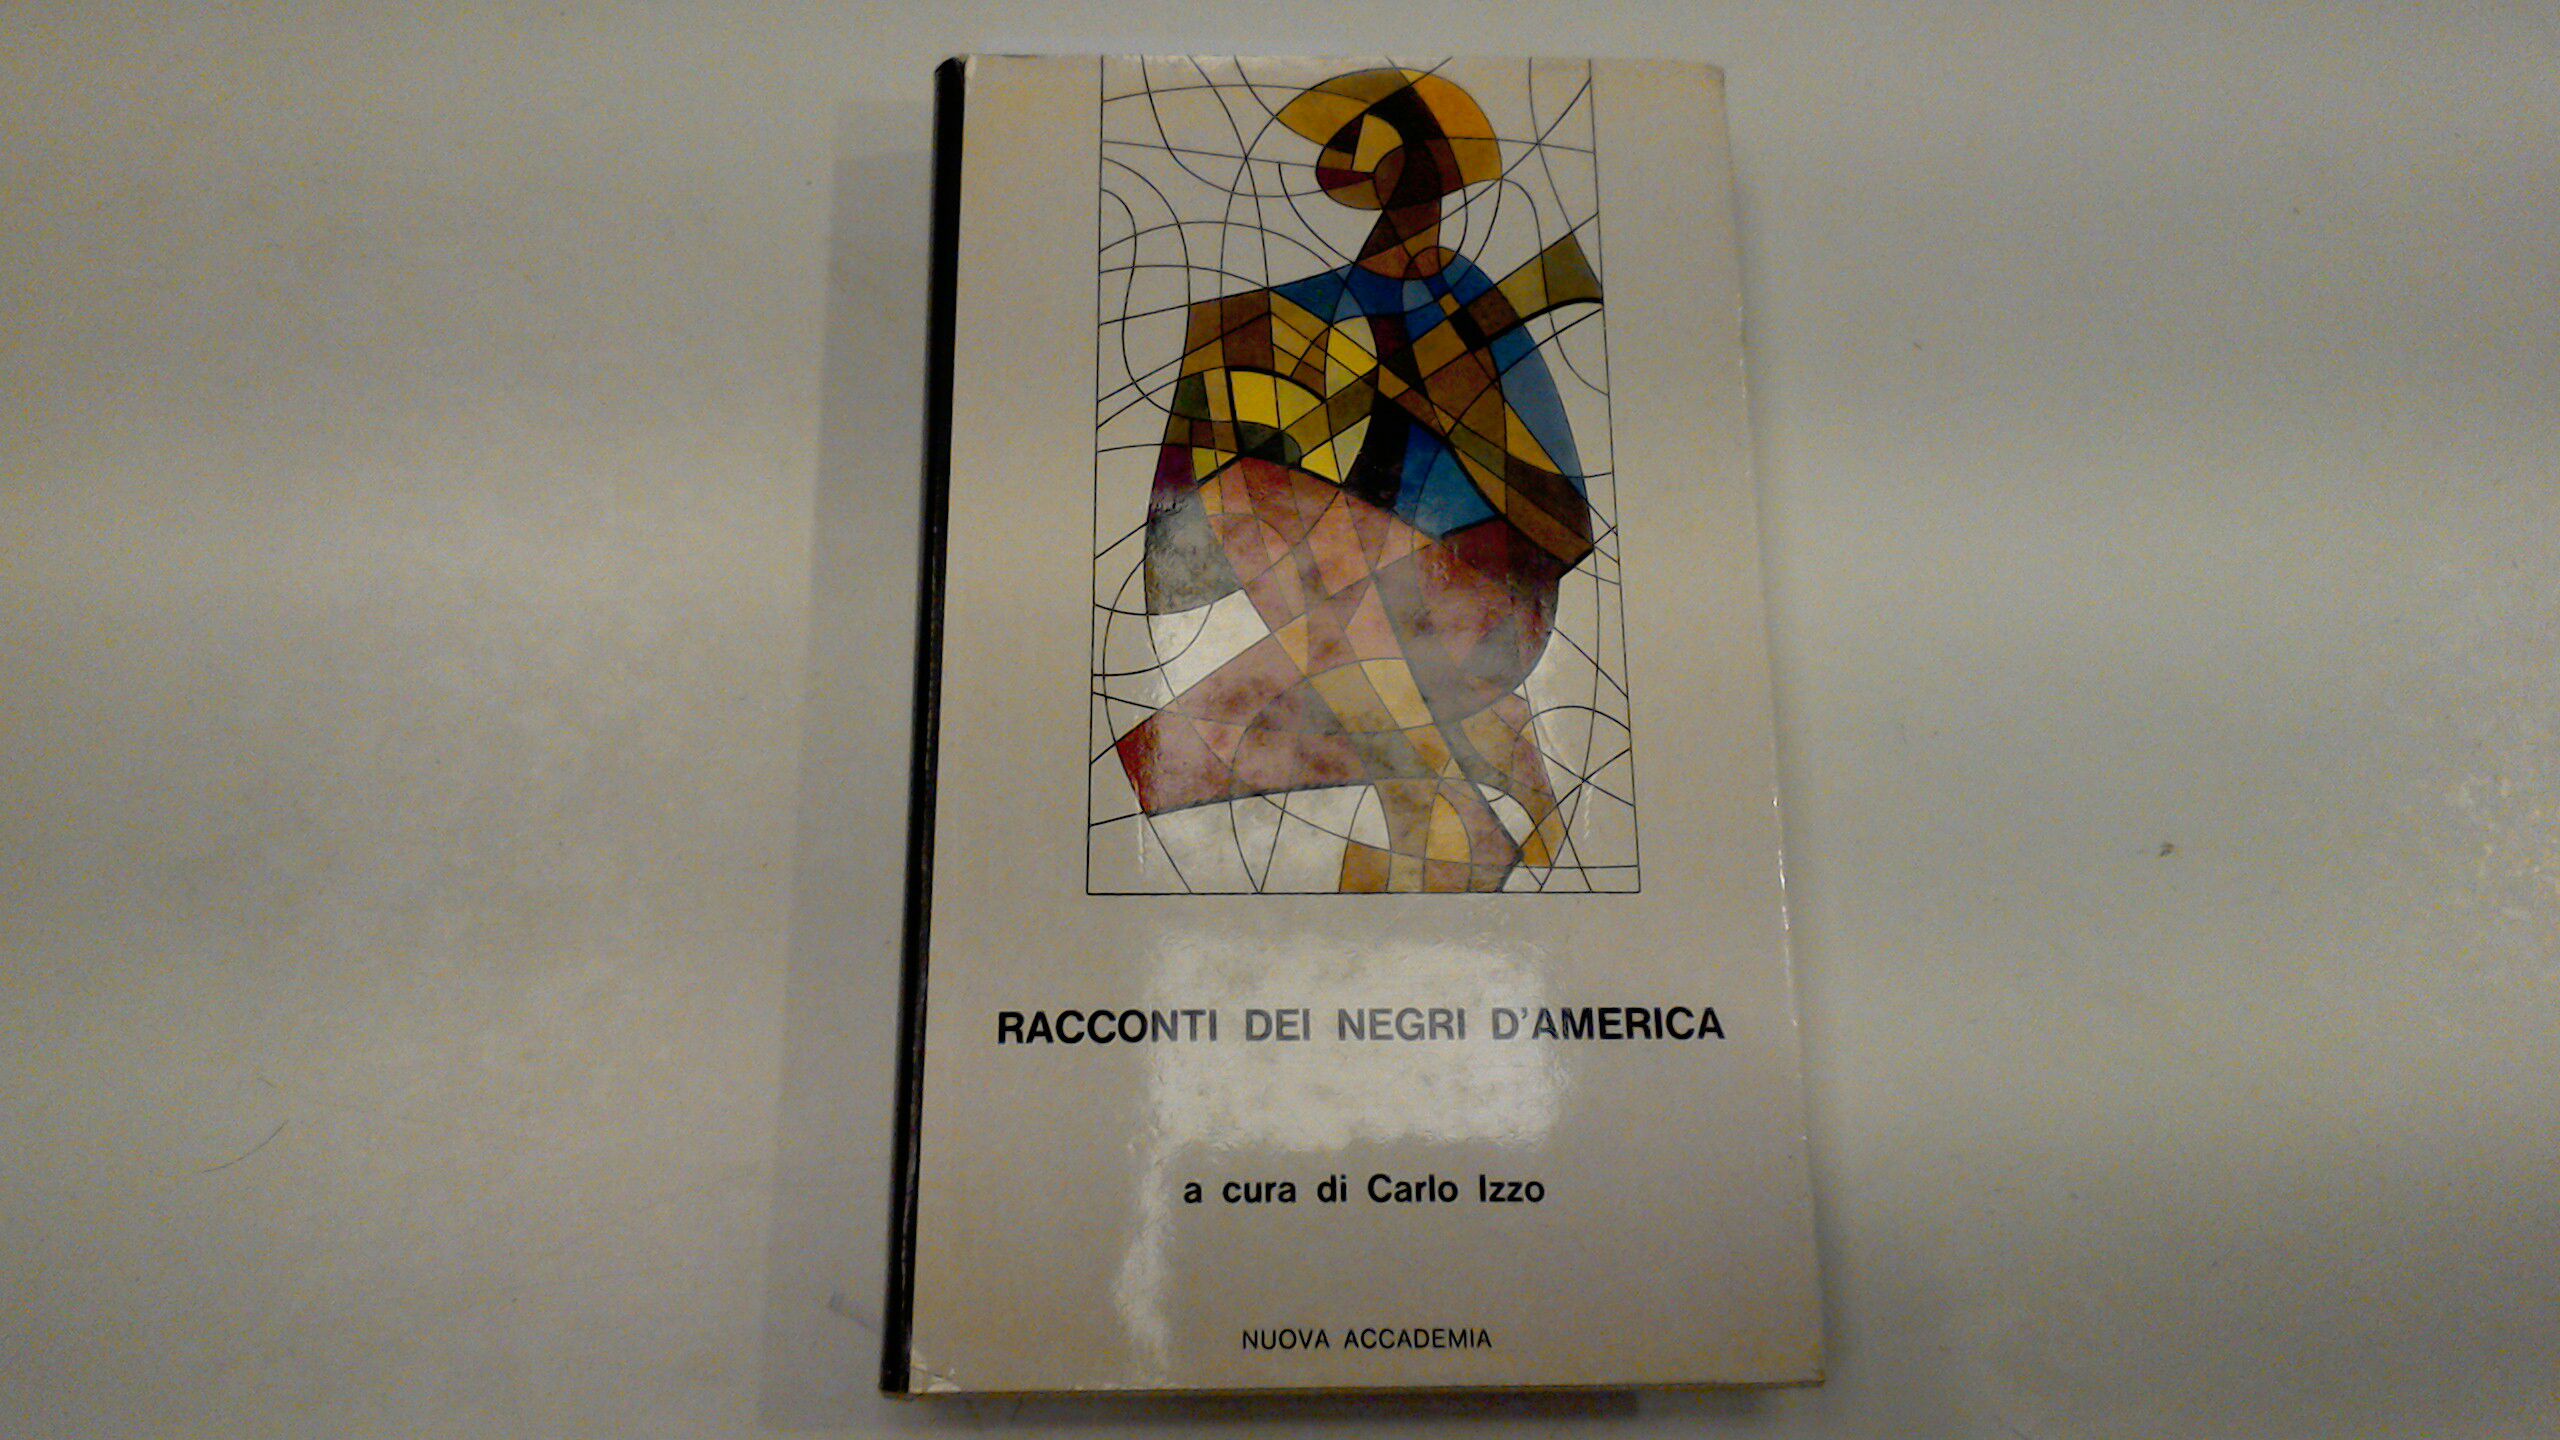 RACCONTI DEI NEGRI D'AMERICA
a cura di Carlo Izzo
NUOVA ACCADEMIA